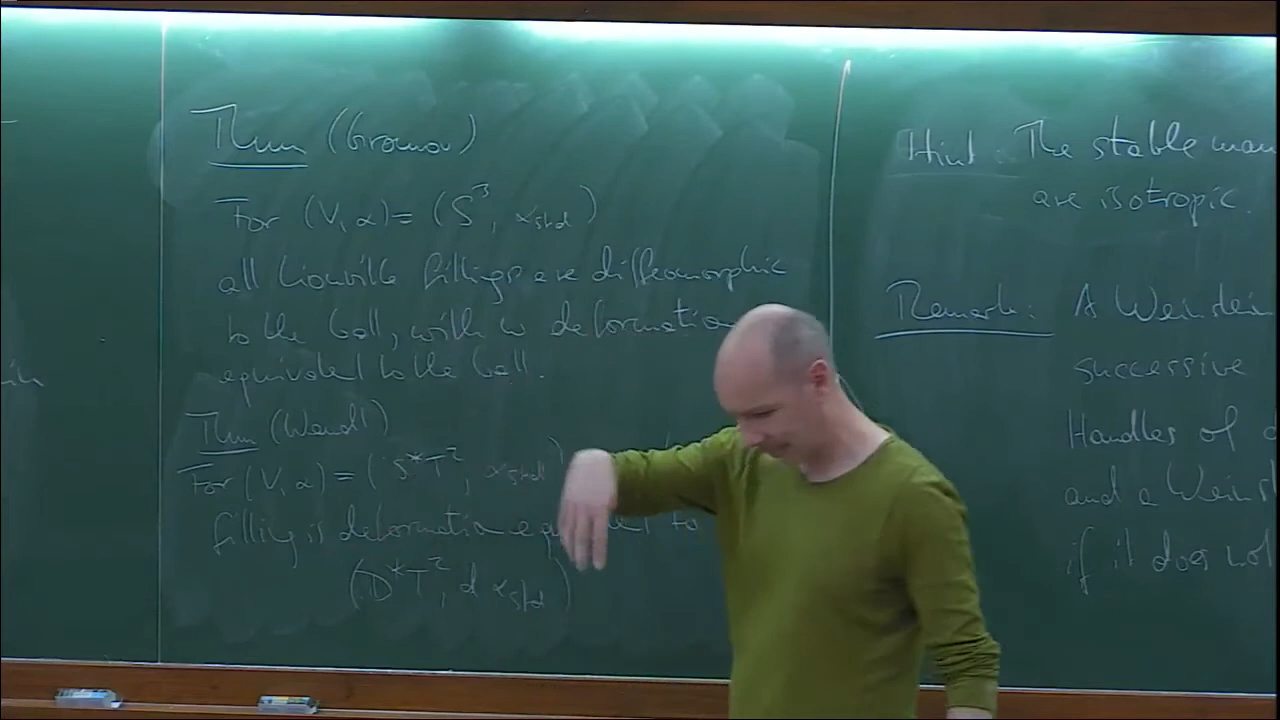 Thm (Gromov)
For (V, α) = (S³, α_std)
all Liouville fillings are diffeomorphic
to the ball, with ω deformation
equivalent to the ball.
Thm (Wendl)
For (V, α) = (S*T², α_std)
filling is deformation to
(D*T², dα_std)
Hint: The stable man
are isotropic.
Remark: A Weinstein
successive
Handles of
and a Weinst
if it does not